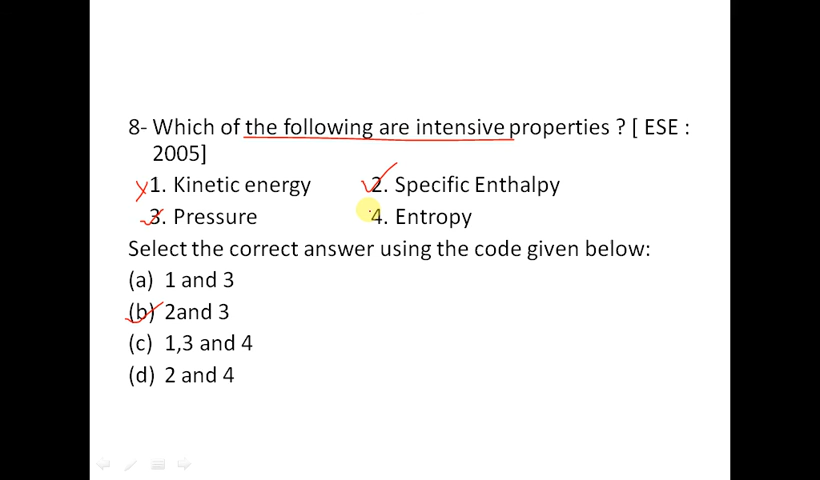 8- Which of the following are intensive properties ? [ ESE :
2005]
1. Kinetic energy 2. Specific Enthalpy
3. Pressure 4. Entropy
Select the correct answer using the code given below:
(a) 1 and 3
(b) 2and 3
(c) 1,3 and 4
(d) 2 and 4